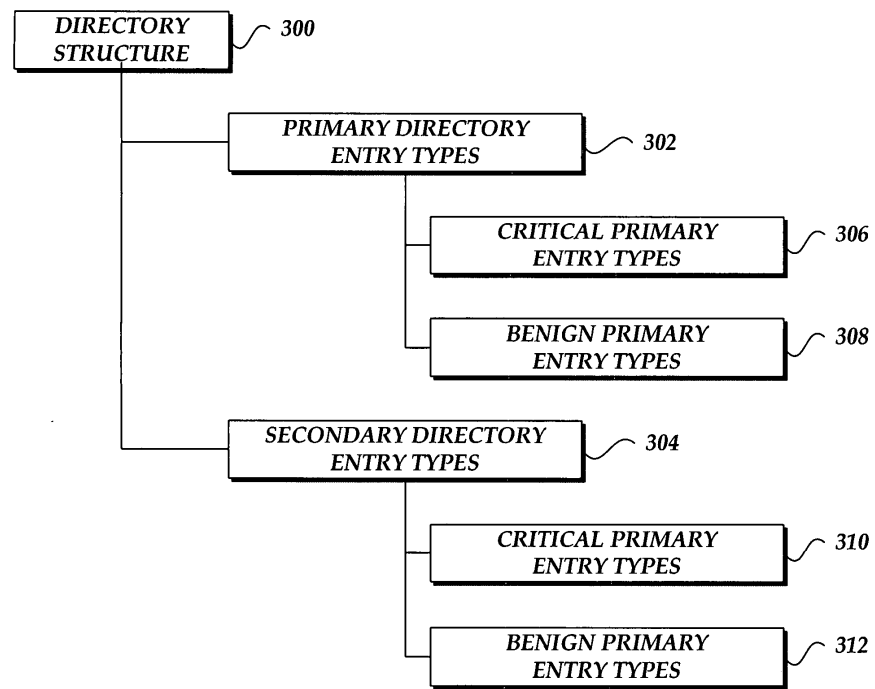 DIRECTORY
STRUCTURE
300
PRIMARY DIRECTORY
ENTRY TYPES
302
CRITICAL PRIMARY
ENTRY TYPES
306
BENIGN PRIMARY
ENTRY TYPES
308
SECONDARY DIRECTORY
ENTRY TYPES
304
CRITICAL PRIMARY
ENTRY TYPES
310
BENIGN PRIMARY
ENTRY TYPES
312